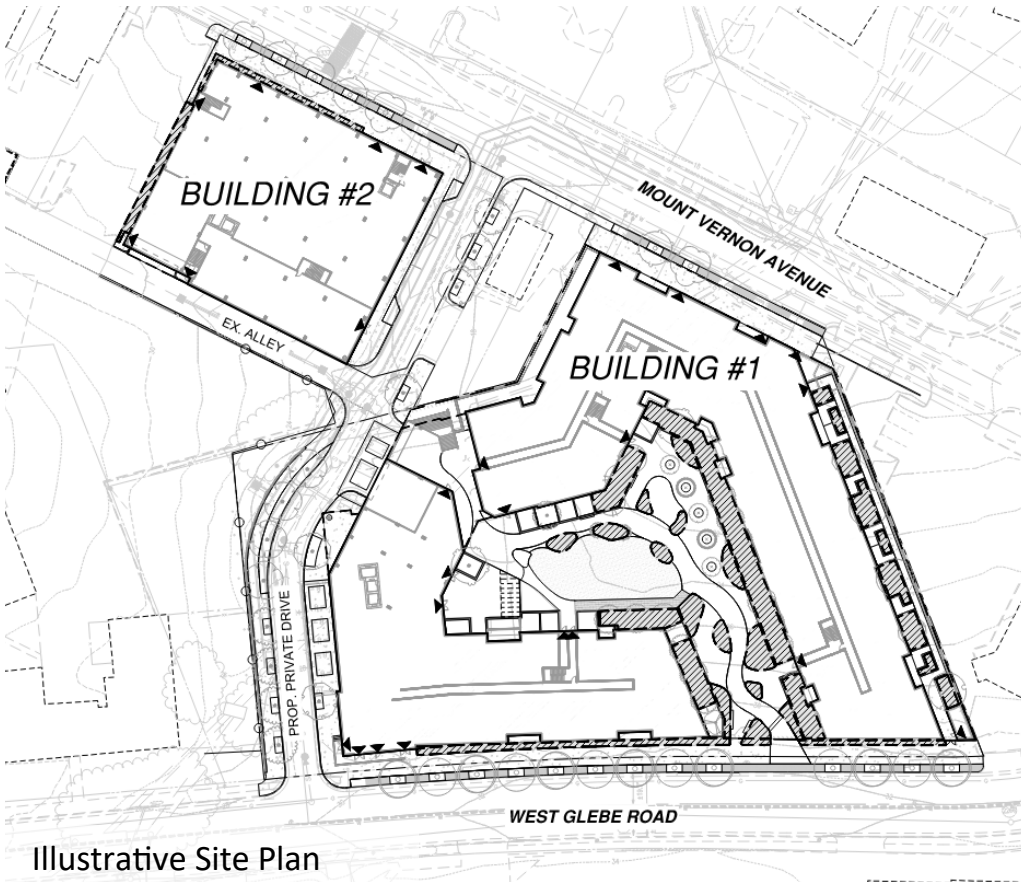 BUILDING #2
MOUNT VERNON AVENUE
EX. ALLEY
BUILDING #1
PROP PRIVATE DRIVE
WEST GLEBE ROAD
Illustrative Site Plan